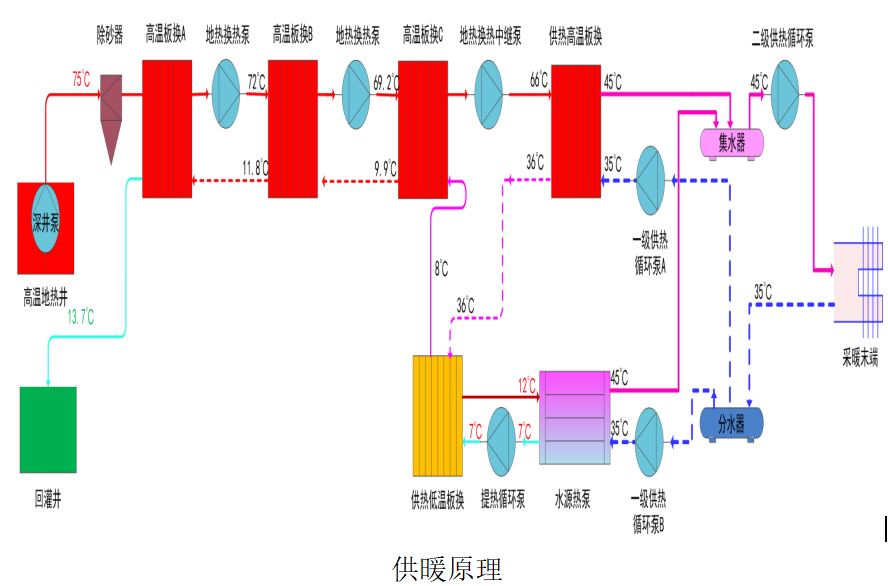 除砂器
高温板换A
地热换热泵
高温板换B
地热换热泵
高温板换C
地热换热中继泵
供热高温板换
二级供热循环泵
75℃
72℃
69.2℃
66℃
45℃
45℃
集水器
11.8℃
9.9℃
36℃
35℃
深井泵
一级供热
循环泵A
高温地热井
8℃
13.7℃
36℃
35℃
采暖末端
12℃
45℃
7℃
7℃
35℃
分水器
回灌井
供热低温板换
提热循环泵
水源热泵
一级供热
循环泵B
供暖原理